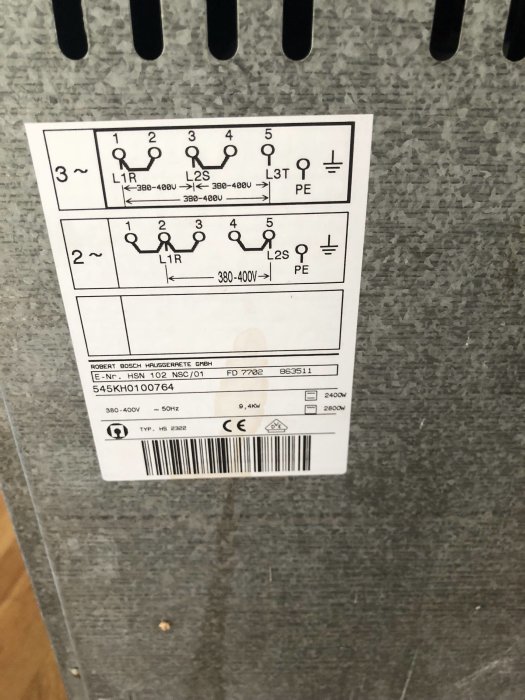 1 2 3 4 5
3~
L1R L2S L3T PE
380-400V 380-400V
380-400V
1 2 3 4 5
2~
L1R L2S PE
380-400V
ROBERT BOSCH HAUSGERAETE GMBH
E-Nr. HSN 102 NSC/01 FD 7702 863511
545KH0100764
2400W
380-400V ~ 50Hz 9,4KW 2800W
TYP. HS 2322 CE